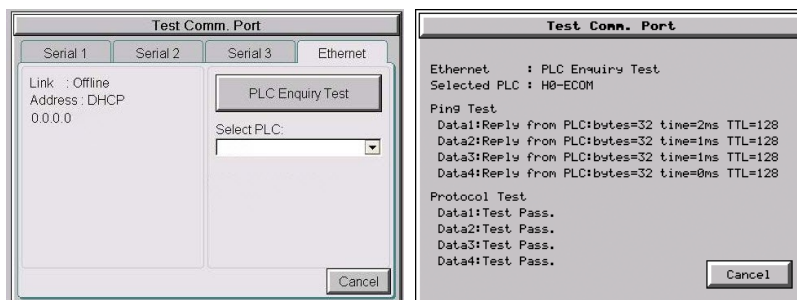 Test Comm. Port
Serial 1
Serial 2
Serial 3
Ethernet
Link : Offline
Address : DHCP
0.0.0.0
PLC Enquiry Test
Select PLC:
Cancel
Test Comm. Port
Ethernet : PLC Enquiry Test
Selected PLC : H0-ECOM
Ping Test
Data1:Reply from PLC:bytes=32 time=2ms TTL=128
Data2:Reply from PLC:bytes=32 time=1ms TTL=128
Data3:Reply from PLC:bytes=32 time=1ms TTL=128
Data4:Reply from PLC:bytes=32 time=0ms TTL=128
Protocol Test
Data1:Test Pass.
Data2:Test Pass.
Data3:Test Pass.
Data4:Test Pass.
Cancel